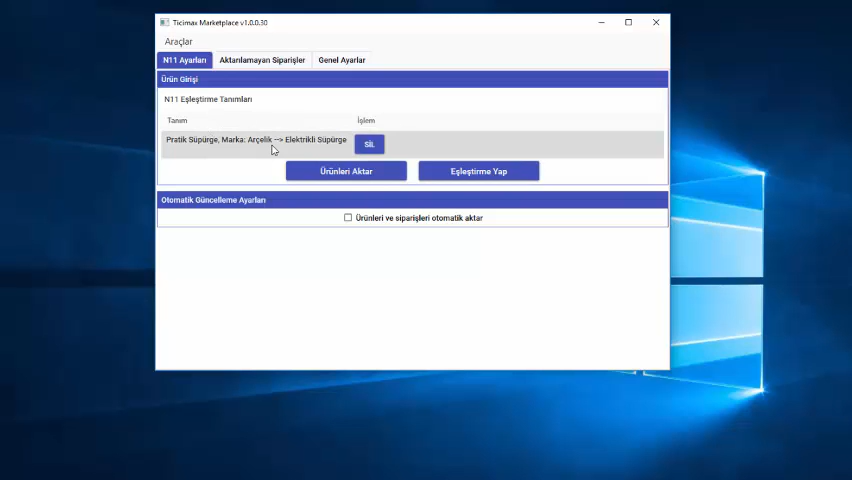 Ticimax Marketplace v1.0.0.30
Araçlar
N11 Ayarları
Aktarılamayan Siparişler
Genel Ayarlar
Ürün Girişi
N11 Eşleştirme Tanımları
Tanım
İşlem
Pratik Süpürge, Marka: Arçelik --> Elektrikli Süpürge
SİL
Ürünleri Aktar
Eşleştirme Yap
Otomatik Güncelleme Ayarları
Ürünleri ve siparişleri otomatik aktar